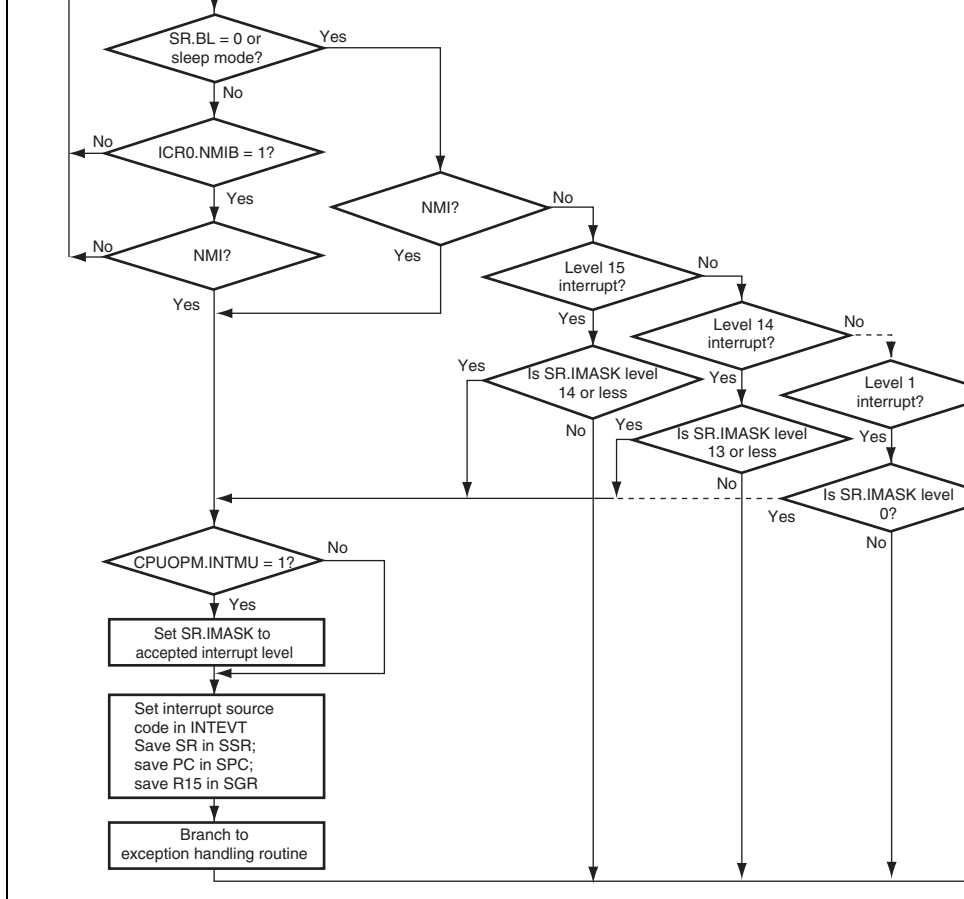 SR.BL = 0 or
sleep mode?
Yes
No
ICR0.NMIB = 1?
No
Yes
NMI?
No
Yes
NMI?
No
Yes
Level 15
interrupt?
No
Yes
Level 14
interrupt?
No
Yes
Level 1
interrupt?
Yes
Is SR.IMASK level
14 or less
Yes
No
Is SR.IMASK level
13 or less
Yes
No
Is SR.IMASK level
0?
Yes
No
CPUOPM.INTMU = 1?
No
Yes
Set SR.IMASK to
accepted interrupt level
Set interrupt source
code in INTEVT
Save SR in SSR;
save PC in SPC;
save R15 in SGR
Branch to
exception handling routine